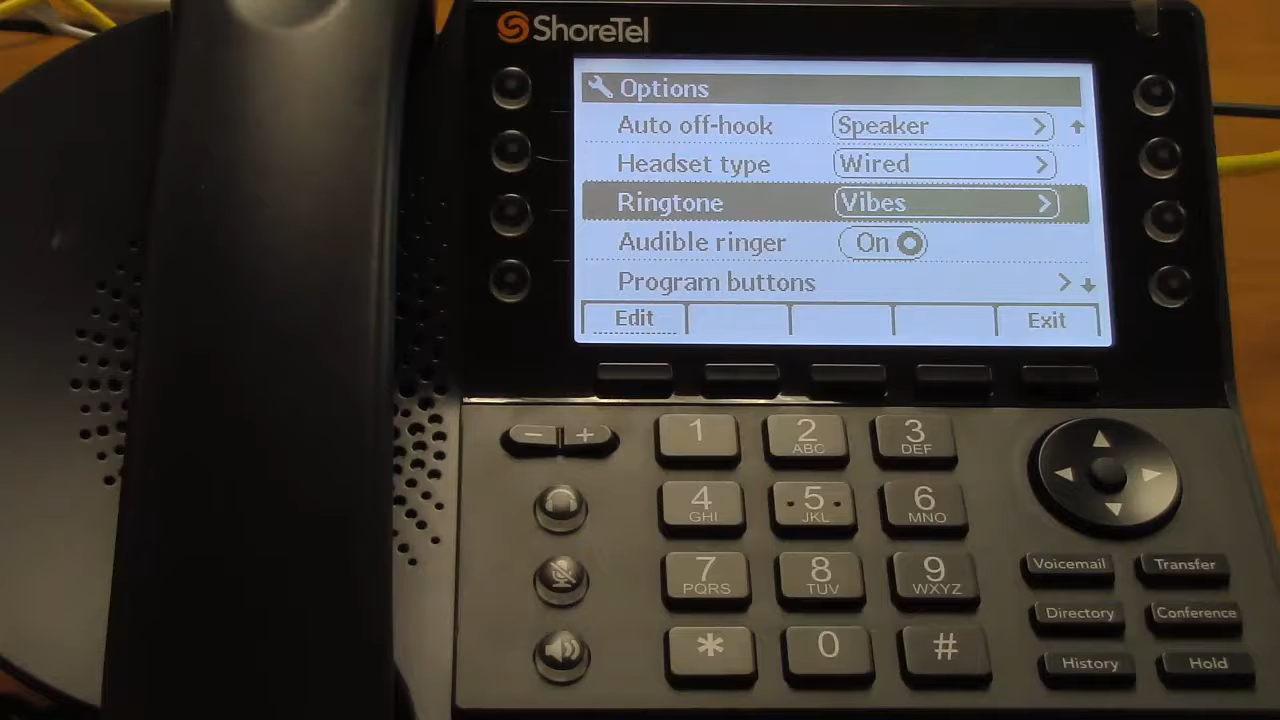 ShoreTel
Options
Auto off-hook Speaker
Headset type Wired
Ringtone Vibes
Audible ringer On
Program buttons
Edit Exit
1 2 3
ABC DEF
4 5 6
GHI JKL MNO
7 8 9
PQRS TUV WXYZ
* 0 #
Voicemail Transfer
Directory Conference
History Hold